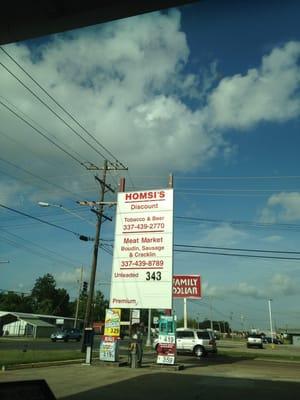 HOMSI'S
Discount
Tobacco & Beer
337-439-2770
Meat Market
Boudin, Sausage
& Cracklin
337-439-8789
Unleaded 343
Premium
FAMILY
DOLLAR